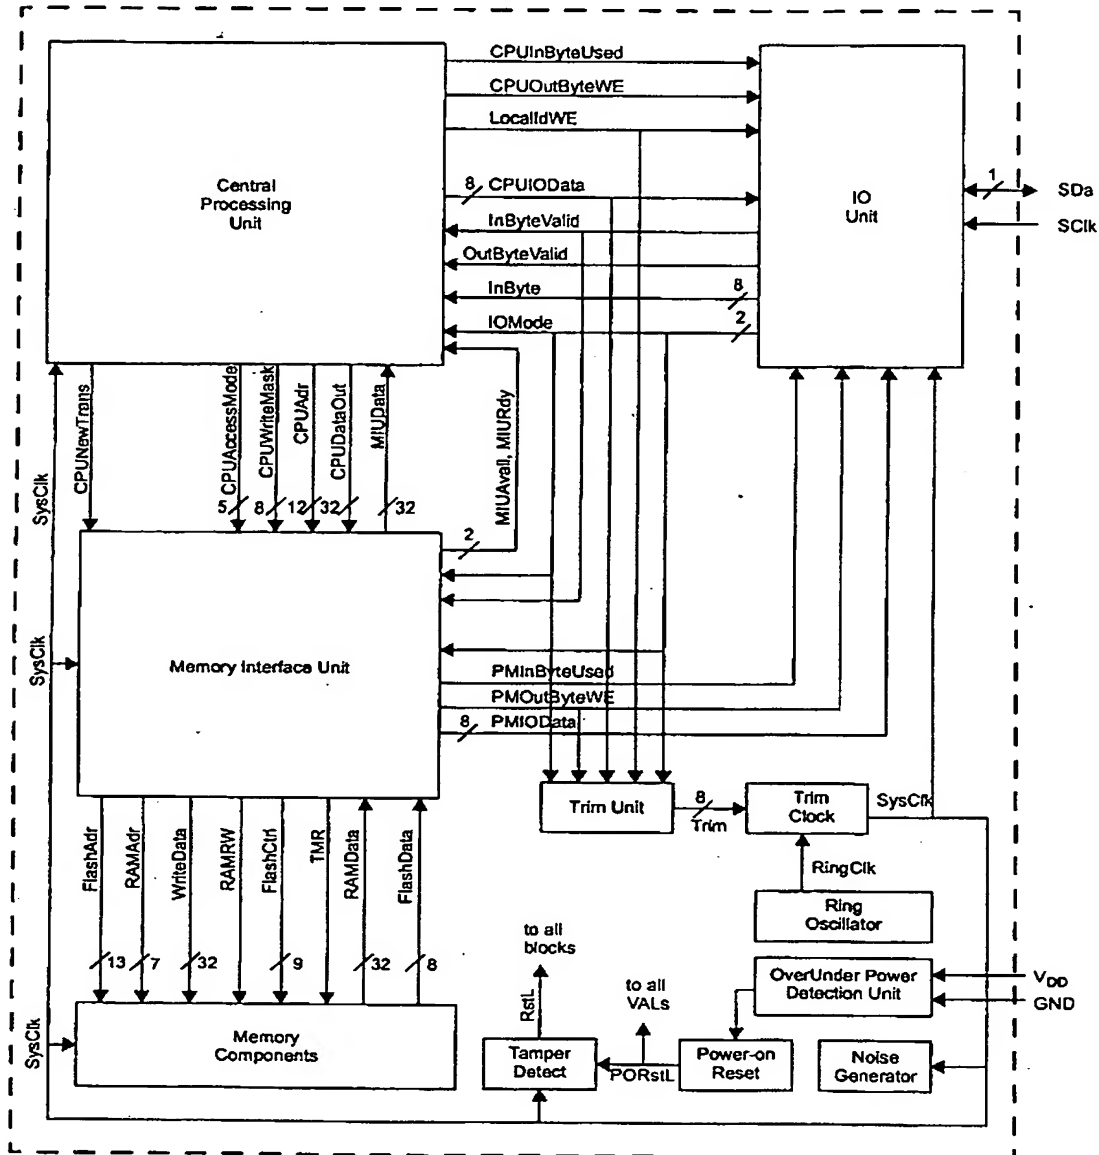 CPUInByteUsed
CPUOutByteWE
LocalIdWE
Central
Processing
Unit
8
CPUIOData
IO
Unit
1
SDa
SClk
InByteValid
OutByteValid
InByte
8
IOMode
2
SysClk
CPUNewTrans
CPUAccessMode
CPUWriteMask
CPUAdr
CPUDataOut
MIUData
MIUAvail, MIURdy
5
8
12
32
32
2
SysClk
Memory Interface Unit
PMInByteUsed
PMOutByteWE
8
PMIOData
Trim Unit
8
Trim
Trim
Clock
SysClk
RingClk
Ring
Oscillator
FlashAdr
RAMAdr
WriteData
RAMRW
FlashCtrl
TMR
RAMData
FlashData
13
7
32
9
32
8
to all
blocks
RstL
to all
VALs
OverUnder Power
Detection Unit
VDD
GND
SysClk
Memory
Components
Tamper
Detect
PORstL
Power-on
Reset
Noise
Generator